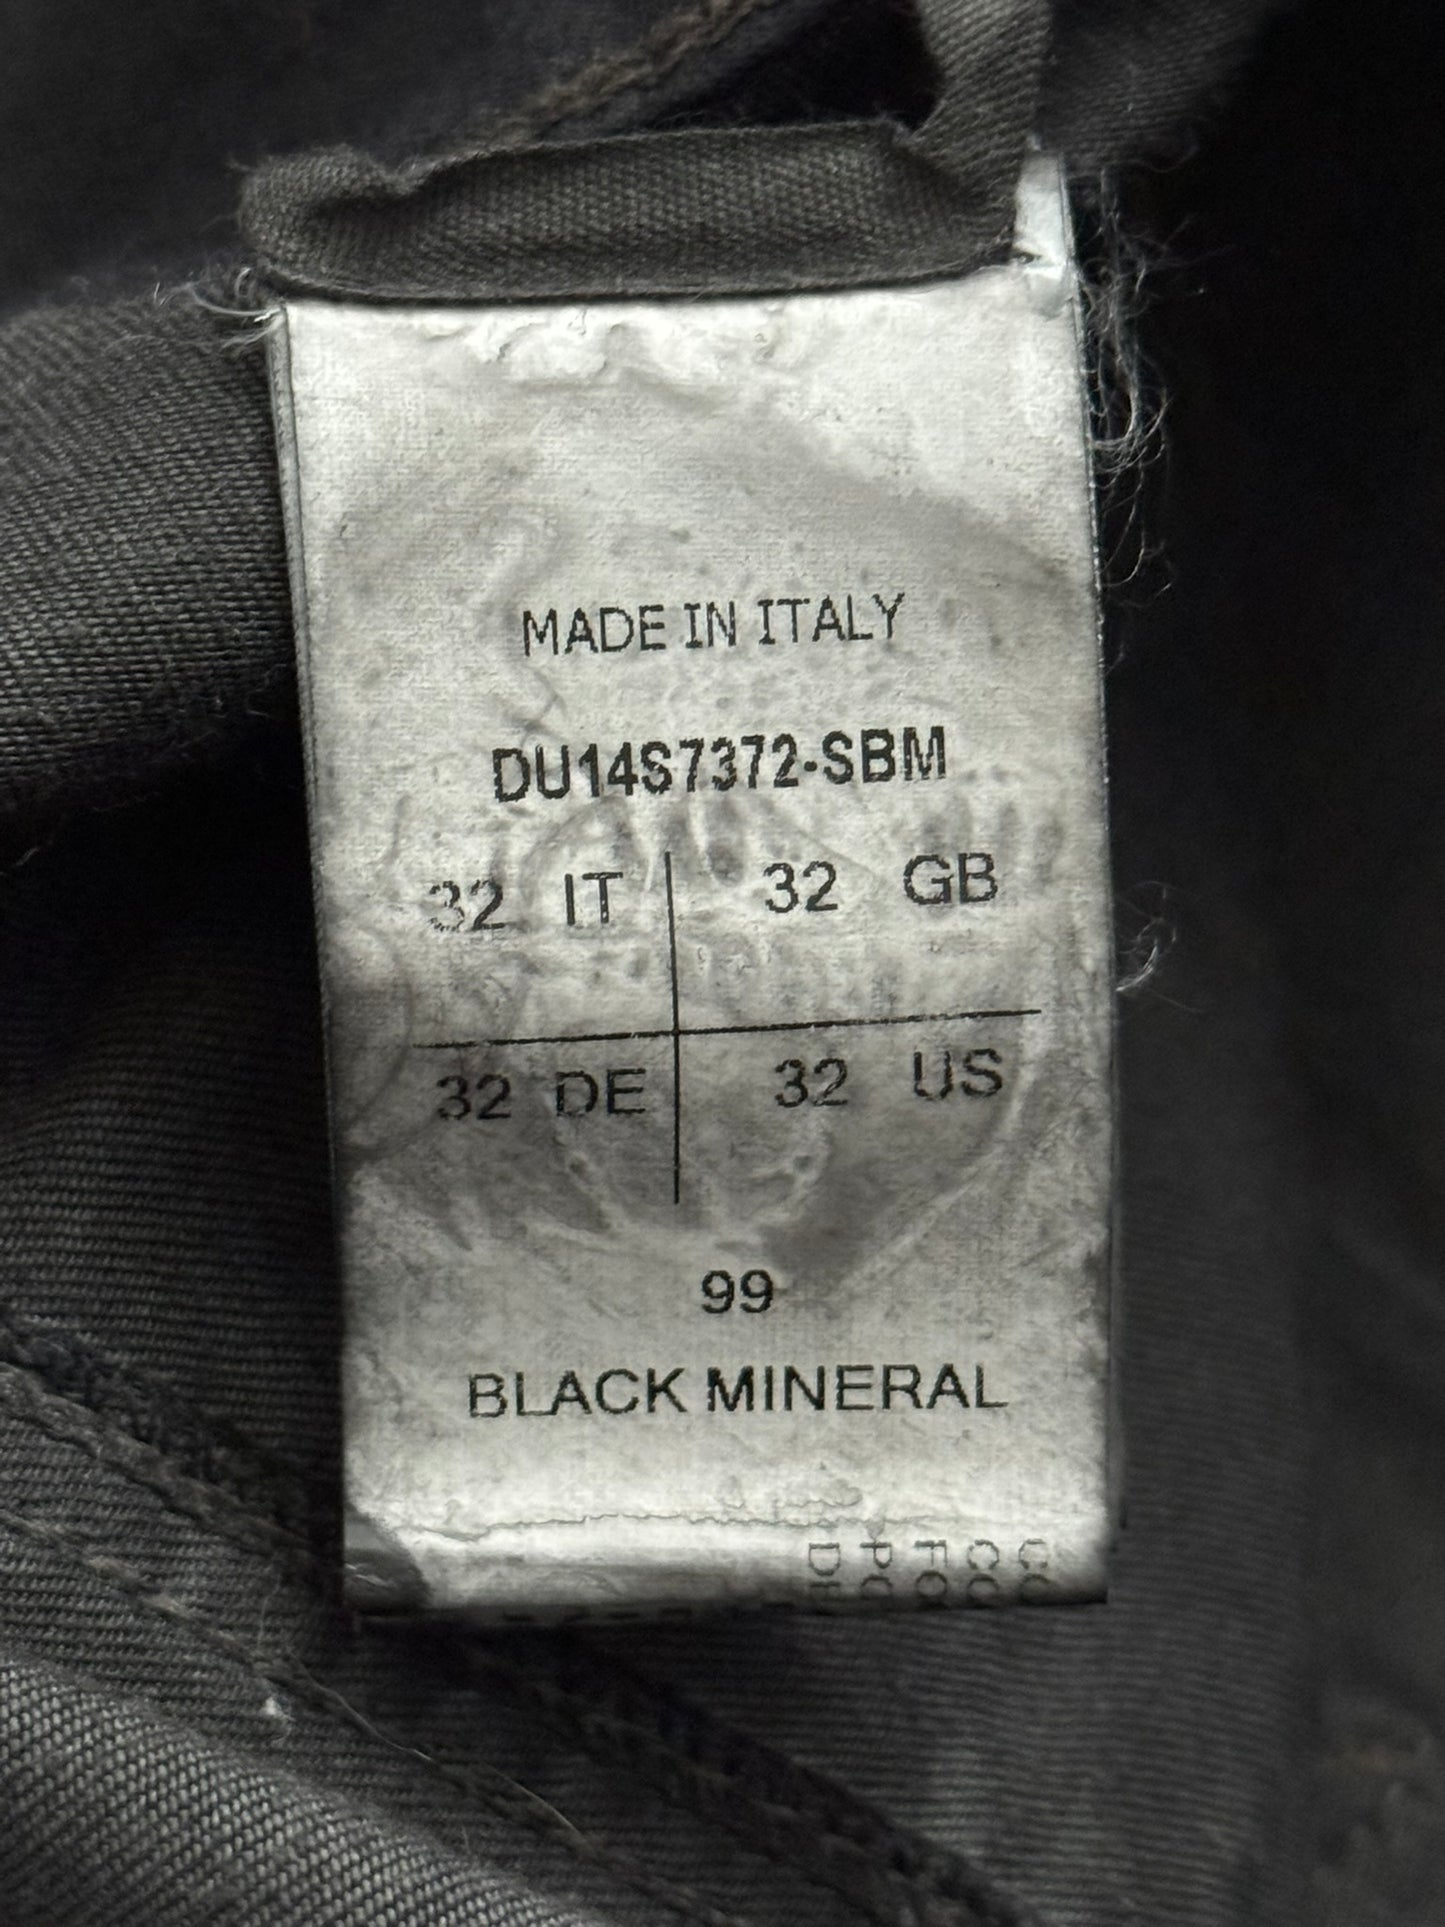 MADE IN ITALY
DU14S7372-SBM
32 IT 32 GB
32 DE 32 US
99
BLACK MINERAL